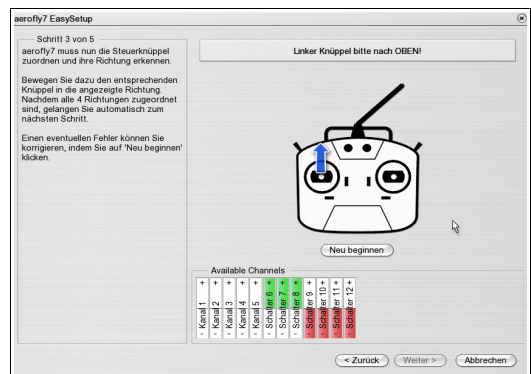 aerofly7 EasySetup
Schritt 3 von 5
aerofly7 muss nun die Steuerknüppel
zuordnen und ihre Richtung erkennen.
Bewegen Sie dazu den entsprechenden
Knüppel in die angezeigte Richtung.
Nachdem alle 4 Richtungen zugeordnet
sind, gelangen Sie automatisch zum
nächsten Schritt.
Einen eventuellen Fehler können Sie
korrigieren, indem Sie auf 'Neu beginnen'
klicken.
Linker Knüppel bitte nach OBEN!
Neu beginnen
Available Channels
- Kanal 1 +
- Kanal 2 +
- Kanal 3 +
- Kanal 4 +
- Kanal 5 +
- Schalter 6 +
- Schalter 7 +
- Schalter 8 +
- Schalter 9 +
- Schalter 10 +
- Schalter 11 +
- Schalter 12 +
< Zurück
Weiter >
Abbrechen